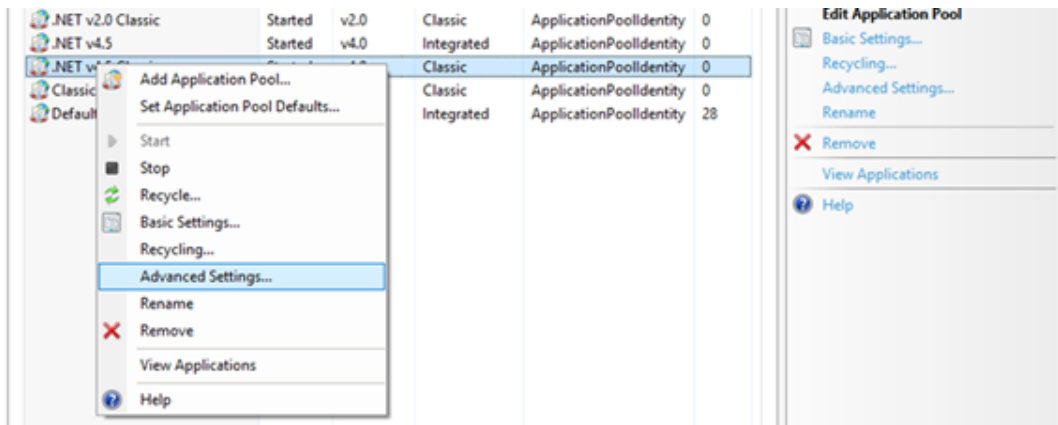 .NET v2.0 Classic Started v2.0 Classic ApplicationPoolIdentity 0
.NET v4.5 Started v4.0 Integrated ApplicationPoolIdentity 0
.NET Classic ApplicationPoolIdentity 0
Classic Classic ApplicationPoolIdentity 0
Default Integrated ApplicationPoolIdentity 28
Add Application Pool...
Set Application Pool Defaults...
Start
Stop
Recycle...
Basic Settings...
Recycling...
Advanced Settings...
Rename
Remove
View Applications
Help
Edit Application Pool
Basic Settings...
Recycling...
Advanced Settings...
Rename
Remove
View Applications
Help